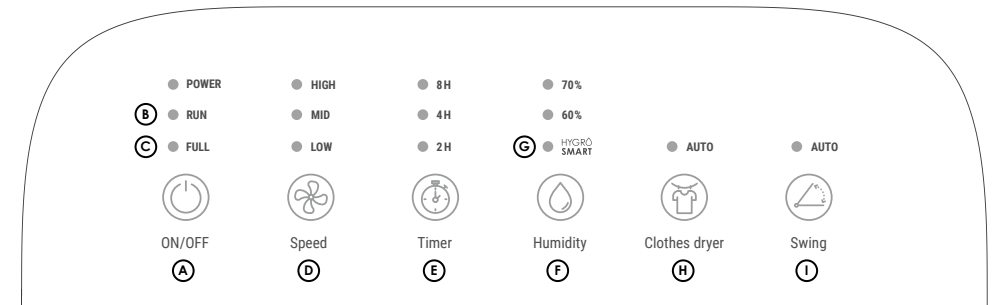 POWER HIGH 8H 70%
B RUN MID 4H 60%
C FULL LOW 2H G HYGRŌ SMART AUTO AUTO
ON/OFF Speed Timer Humidity Clothes dryer Swing
A D E F H I